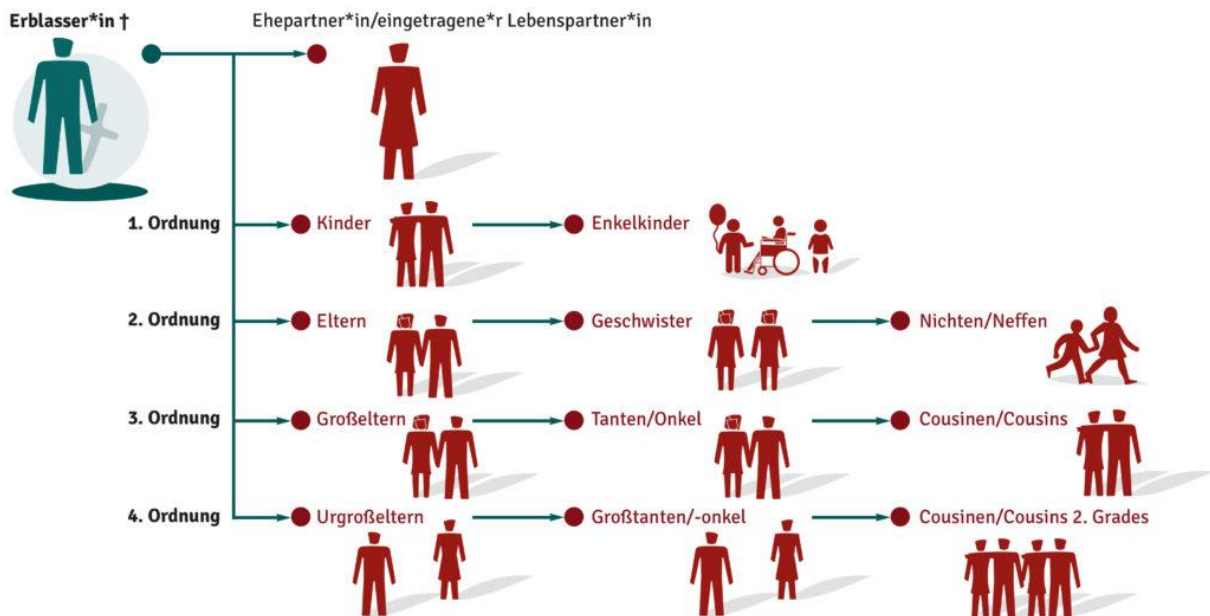 Erblasser*in †
Ehepartner*in/eingetragene*r Lebenspartner*in
1. Ordnung
Kinder
Enkelkinder
2. Ordnung
Eltern
Geschwister
Nichten/Neffen
3. Ordnung
Großeltern
Tanten/Onkel
Cousinen/Cousins
4. Ordnung
Urgroßeltern
Großtanten/-onkel
Cousinen/Cousins 2. Grades